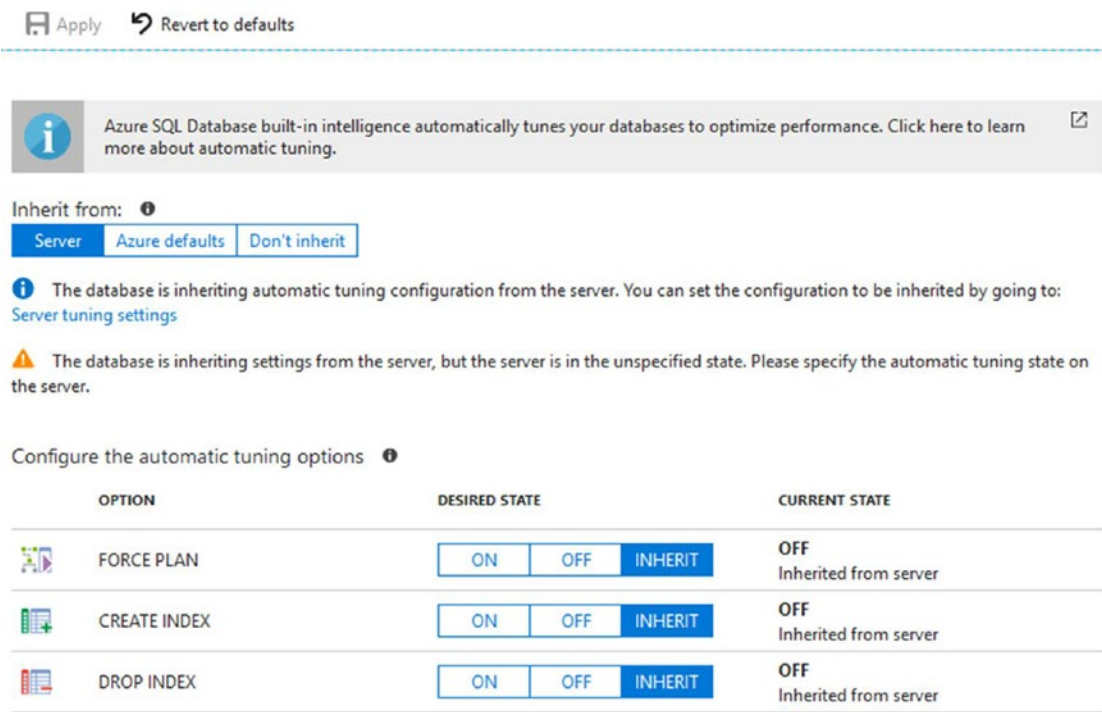 Apply Revert to defaults
Azure SQL Database built-in intelligence automatically tunes your databases to optimize performance. Click here to learn
more about automatic tuning.
Inherit from:
Server Azure defaults Don't inherit
The database is inheriting automatic tuning configuration from the server. You can set the configuration to be inherited by going to:
Server tuning settings
The database is inheriting settings from the server, but the server is in the unspecified state. Please specify the automatic tuning state on
the server.
Configure the automatic tuning options
OPTION DESIRED STATE CURRENT STATE
FORCE PLAN ON OFF INHERIT OFF
Inherited from server
CREATE INDEX ON OFF INHERIT OFF
Inherited from server
DROP INDEX ON OFF INHERIT OFF
Inherited from server